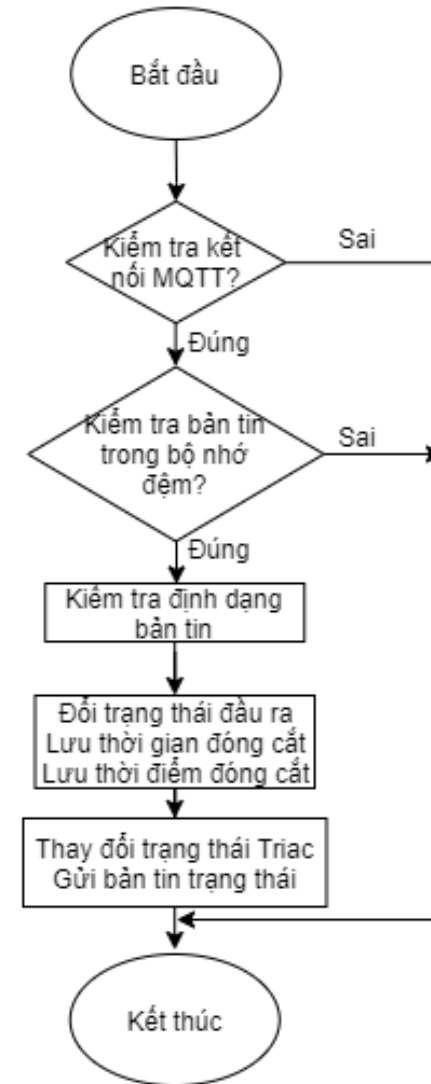 Bắt đầu
Kiểm tra kết
nối MQTT?
Sai
Đúng
Kiểm tra bản tin
trong bộ nhớ
đệm?
Sai
Đúng
Kiểm tra định dạng
bản tin
Đổi trạng thái đầu ra
Lưu thời gian đóng cắt
Lưu thời điểm đóng cắt
Thay đổi trạng thái Triac
Gửi bản tin trạng thái
Kết thúc